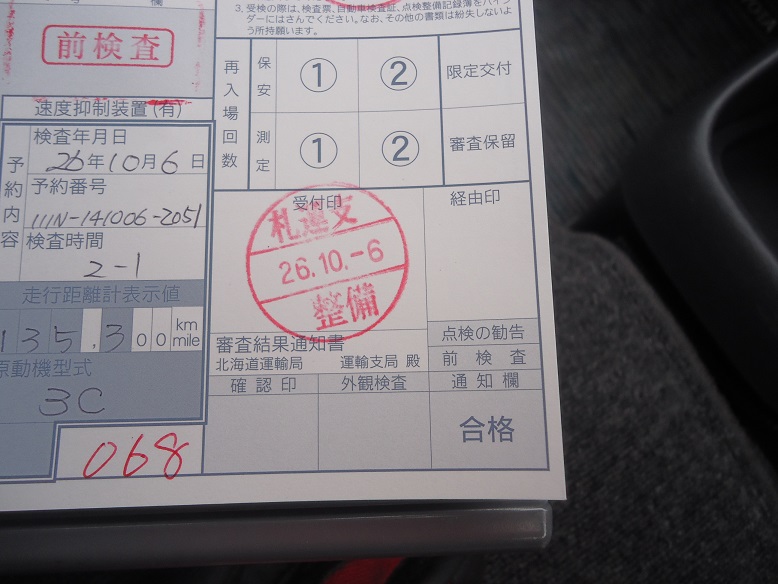 3. 受検の際は、検査票、自動車検査証、点検整備記録簿をバイン
ダーにはさんでください。なお、その他の書類は紛失しないよ
う所持願います。
号
欄
前検査
速度抑制装置(有)
再入場回数
保安
① ②
限定交付
測定
① ②
審査保留
予約内容
検査年月日
26年10月6日
予約番号
111N-141006-2051
検査時間
2-1
走行距離計表示値
135,300 km
mile
原動機型式
3C
068
受付印
経由印
札運支
26.10.-6
整備
審査結果通知書
北海道運輸局 運輸支局 殿
点検の勧告
前検査
確認印 外観検査 通知欄
合格